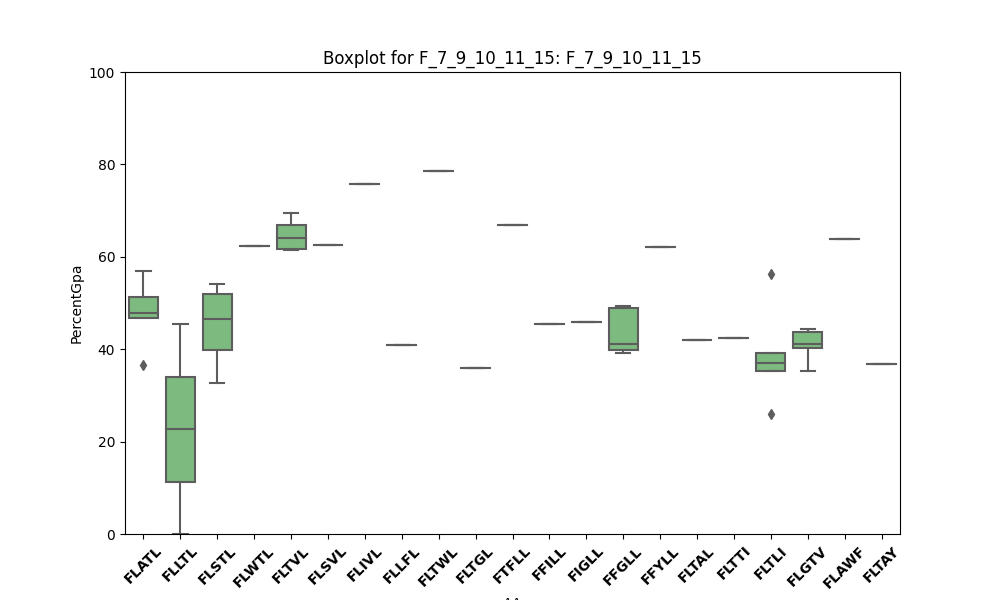 Boxplot for F_7_9_10_11_15: F_7_9_10_11_15
100
80
60
40
20
0
PercentGpa
FLATL
FLLTL
FLSTL
FLWTL
FLTVL
FLSVL
FLIVL
FLLFL
FLTWL
FLTGL
FTFLL
FFILL
FIGLL
FFGLL
FFYLL
FLTAL
FLTTI
FLTLI
FLGTV
FLAWF
FLTAY